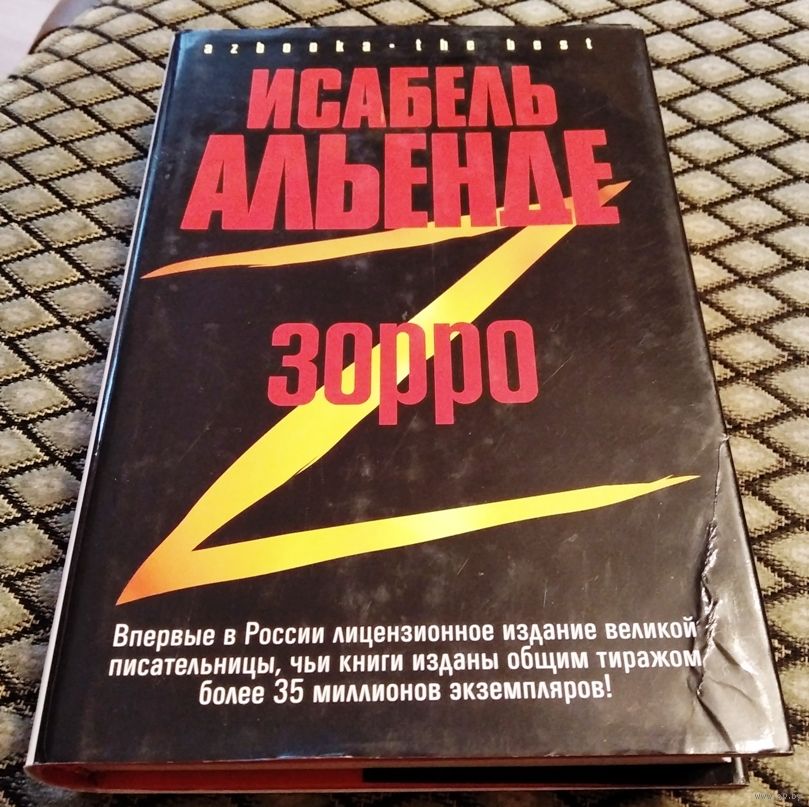 azbooka • the best
ИСАБЕЛЬ
АЛЬЕНДЕ
Z
ЗОРРО
Впервые в России лицензионное издание великой
писательницы, чьи книги изданы общим тиражом
более 35 миллионов экземпляров!